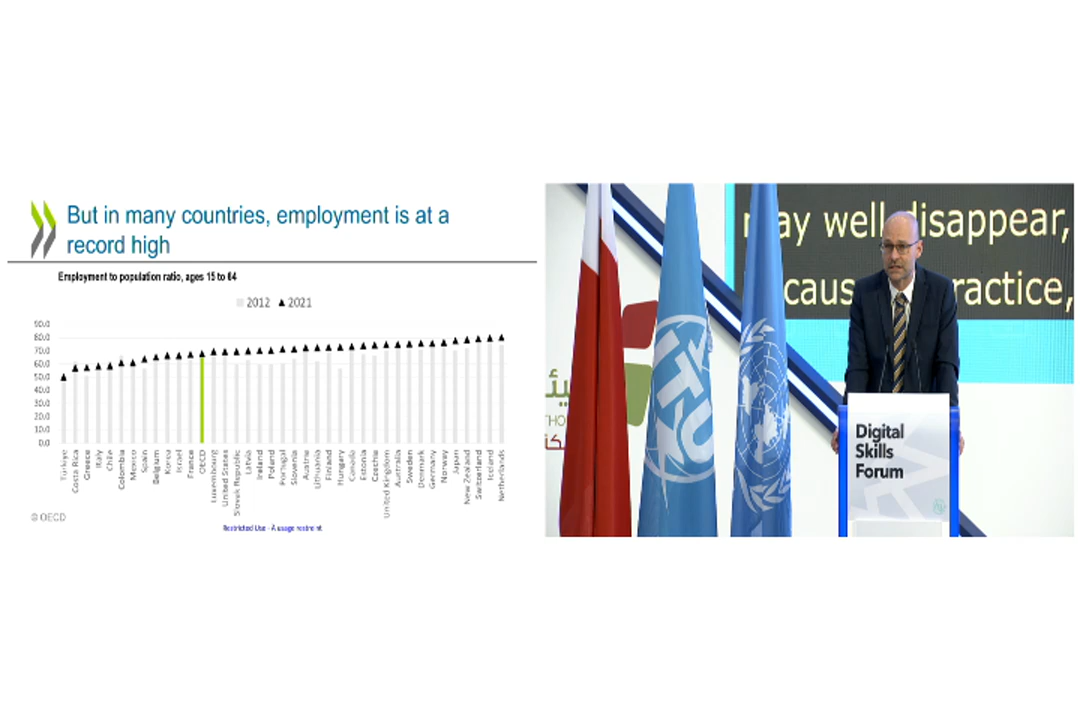 But in many countries, employment is at a
record high
Employment to population ratio, ages 15 to 64
2012 2021
90.0
80.0
70.0
60.0
50.0
40.0
30.0
20.0
10.0
0.0
Türkiye
Costa Rica
Greece
Italy
Chile
Colombia
Mexico
Spain
Belgium
Korea
Israel
France
OECD
Luxembourg
United States
Slovak Republic
Latvia
Ireland
Poland
Portugal
Slovenia
Austria
Lithuania
Finland
Hungary
Canada
Estonia
Czechia
United Kingdom
Australia
Sweden
Denmark
Germany
Norway
Japan
New Zealand
Switzerland
Iceland
Netherlands
© OECD
Restricted Use - À usage restreint
may well disappear,
ractice,
ITU
Digital
Skills
Forum